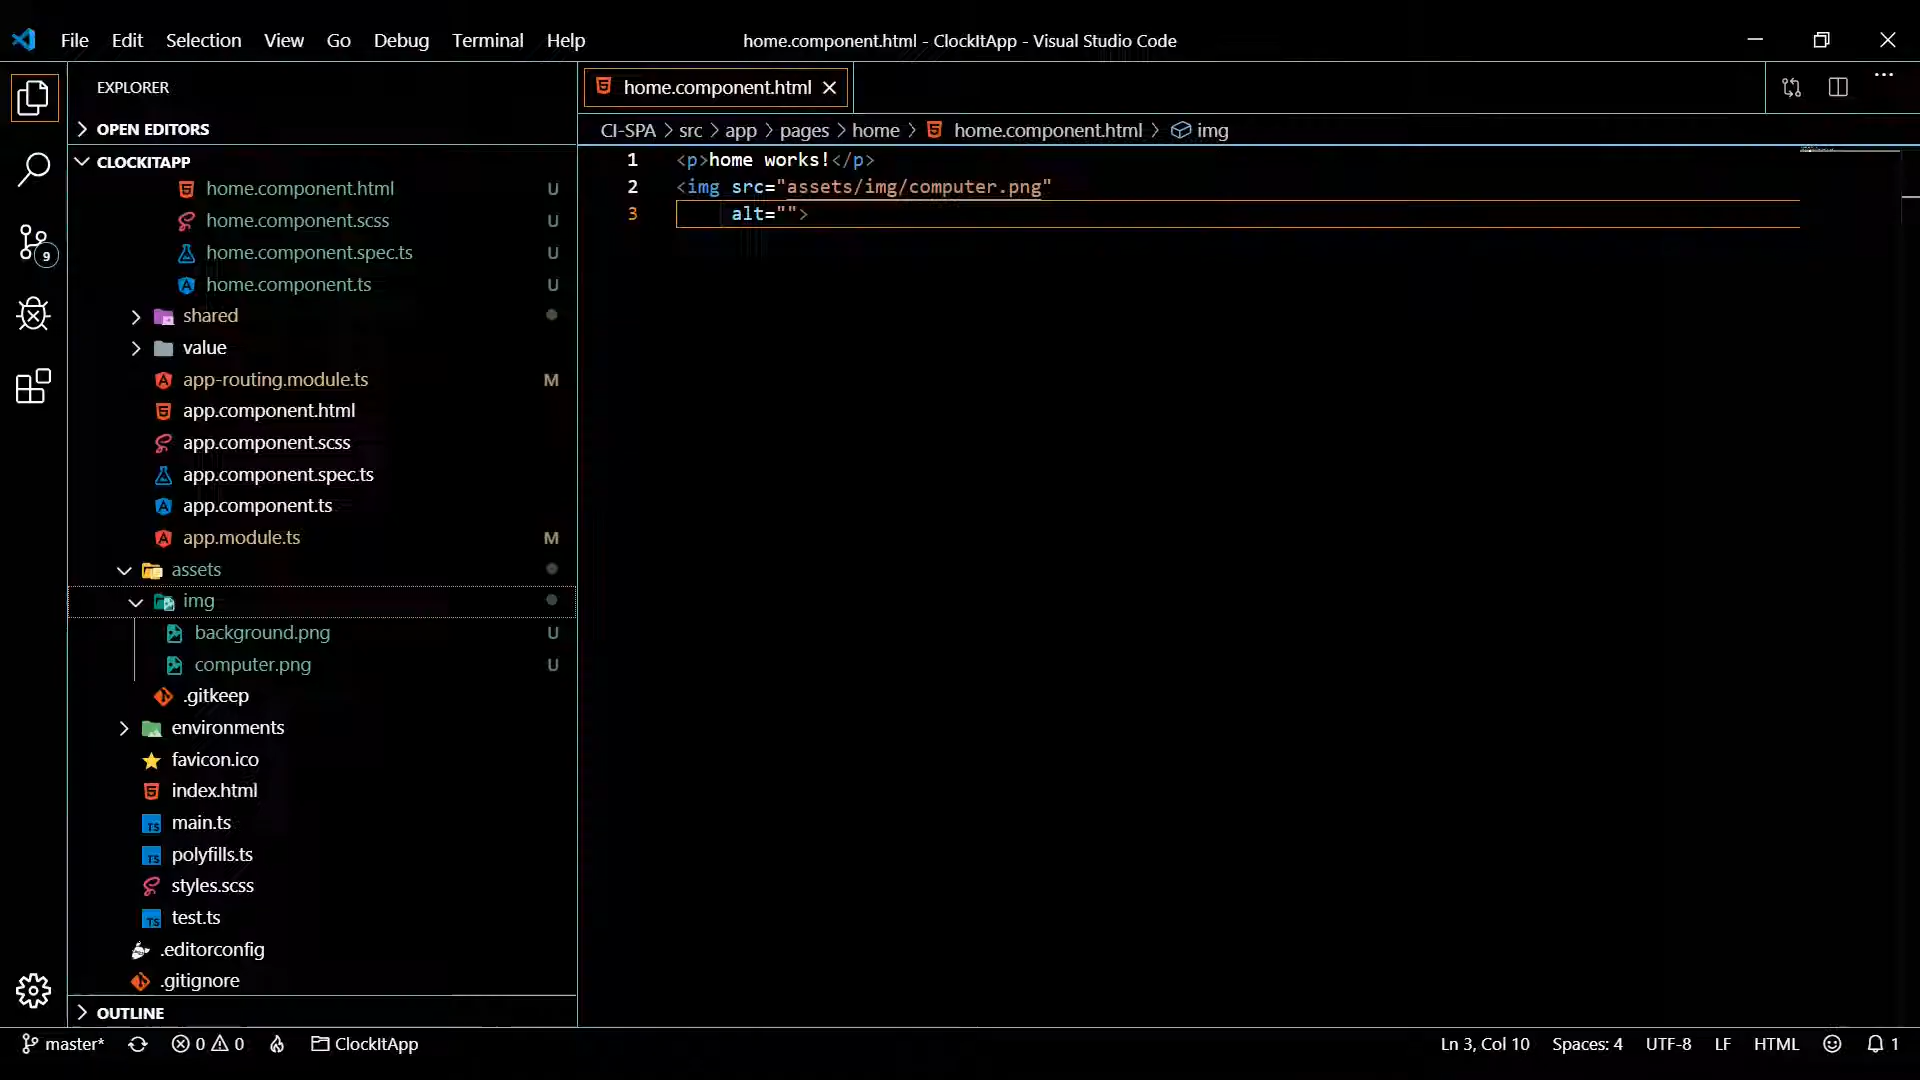 File Edit Selection View Go Debug Terminal Help
home.component.html - ClockItApp - Visual Studio Code
EXPLORER
OPEN EDITORS
CLOCKITAPP
home.component.html U
home.component.scss U
home.component.spec.ts U
home.component.ts U
shared
value
app-routing.module.ts M
app.component.html
app.component.scss
app.component.spec.ts
app.component.ts
app.module.ts M
assets
img
background.png U
computer.png U
.gitkeep
environments
favicon.ico
index.html
main.ts
polyfills.ts
styles.scss
test.ts
.editorconfig
.gitignore
OUTLINE
9
home.component.html
CI-SPA > src > app > pages > home > home.component.html > img
1 <p>home works!</p>
2 <img src="assets/img/computer.png"
3 alt="">
master* 0 0 ClockItApp
Ln 3, Col 10 Spaces: 4 UTF-8 LF HTML 1